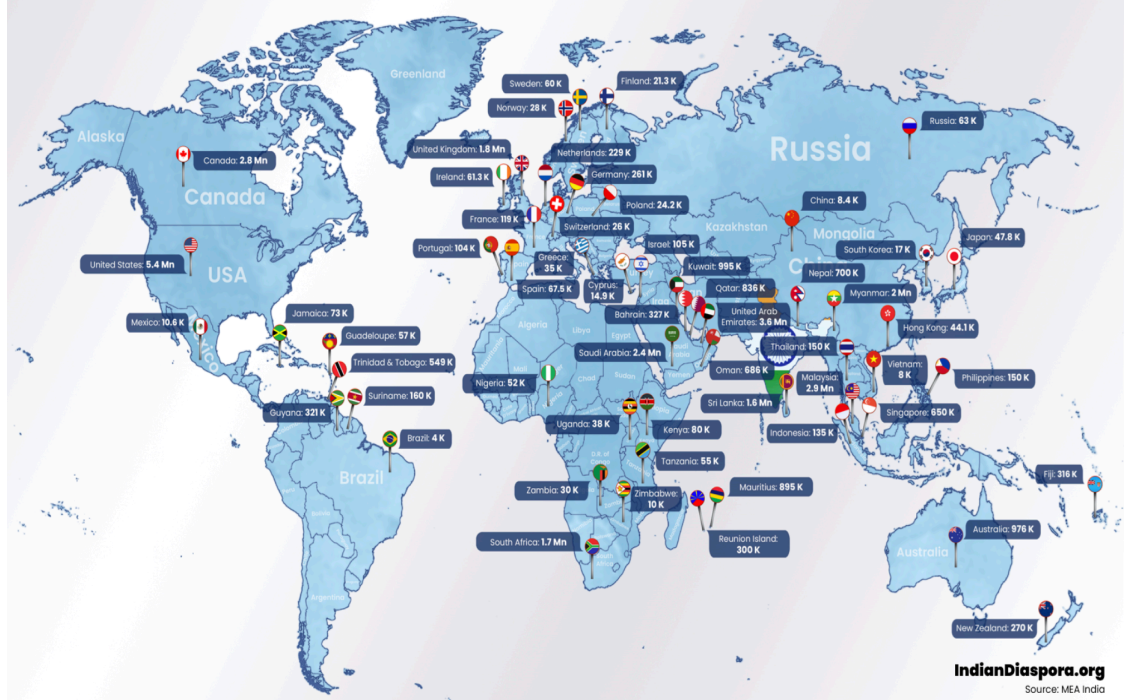 Greenland
Sweden: 60 K
Finland: 21.3 K
Norway: 28 K
Russia: 63 K
Alaska
United Kingdom: 1.8 Mn
Netherlands: 229 K
Russia
Canada: 2.8 Mn
Ireland: 61.3 K
Germany: 261 K
Canada
Poland: 24.2 K
China: 8.4 K
France: 119 K
Switzerland: 26 K
Kazakhstan
Mongolia
Japan: 47.8 K
Portugal: 104 K
Israel: 105 K
South Korea: 17 K
United States: 5.4 Mn
USA
Greece:
35 K
Kuwait: 995 K
Nepal: 700 K
Spain: 67.5 K
Cyprus:
14.9 K
Qatar: 836 K
Myanmar: 2 Mn
Iraq
Bahrain: 327 K
United Arab
Emirates: 3.6 Mn
Jamaica: 73 K
Mexico: 10.6 K
Algeria
Libya
Egypt
Hong Kong: 44.1 K
Guadeloupe: 57 K
Thailand: 150 K
Saudi Arabia: 2.4 Mn
Trinidad & Tobago: 549 K
Mali
Chad
Sudan
Yemen
Oman: 686 K
Malaysia:
2.9 Mn
Vietnam:
8 K
Philippines: 150 K
Nigeria: 52 K
Suriname: 160 K
Sri Lanka: 1.6 Mn
Guyana: 321 K
Singapore: 650 K
Uganda: 38 K
Kenya: 80 K
Indonesia: 135 K
Brazil: 4 K
D.R. of
Congo
Tanzania: 55 K
Brazil
Fiji: 316 K
Zambia: 30 K
Zimbabwe:
10 K
Mauritius: 895 K
Reunion Island:
300 K
South Africa: 1.7 Mn
Australia: 976 K
Australia
Argentina
New Zealand: 270 K
IndianDiaspora.org
Source: MEA India